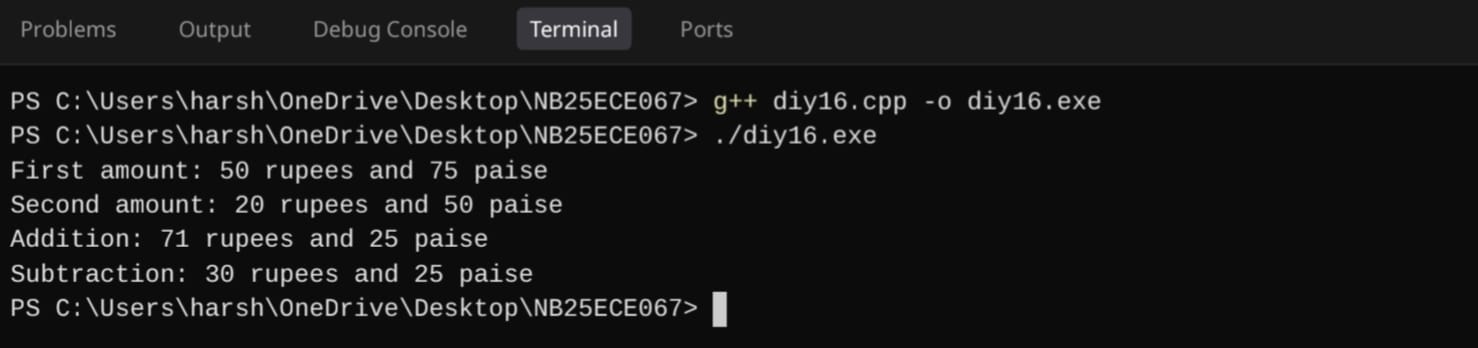 Problems Output Debug Console Terminal Ports
PS C:\Users\harsh\OneDrive\Desktop\NB25ECE067> g++ diy16.cpp -o diy16.exe
PS C:\Users\harsh\OneDrive\Desktop\NB25ECE067> ./diy16.exe
First amount: 50 rupees and 75 paise
Second amount: 20 rupees and 50 paise
Addition: 71 rupees and 25 paise
Subtraction: 30 rupees and 25 paise
PS C:\Users\harsh\OneDrive\Desktop\NB25ECE067>